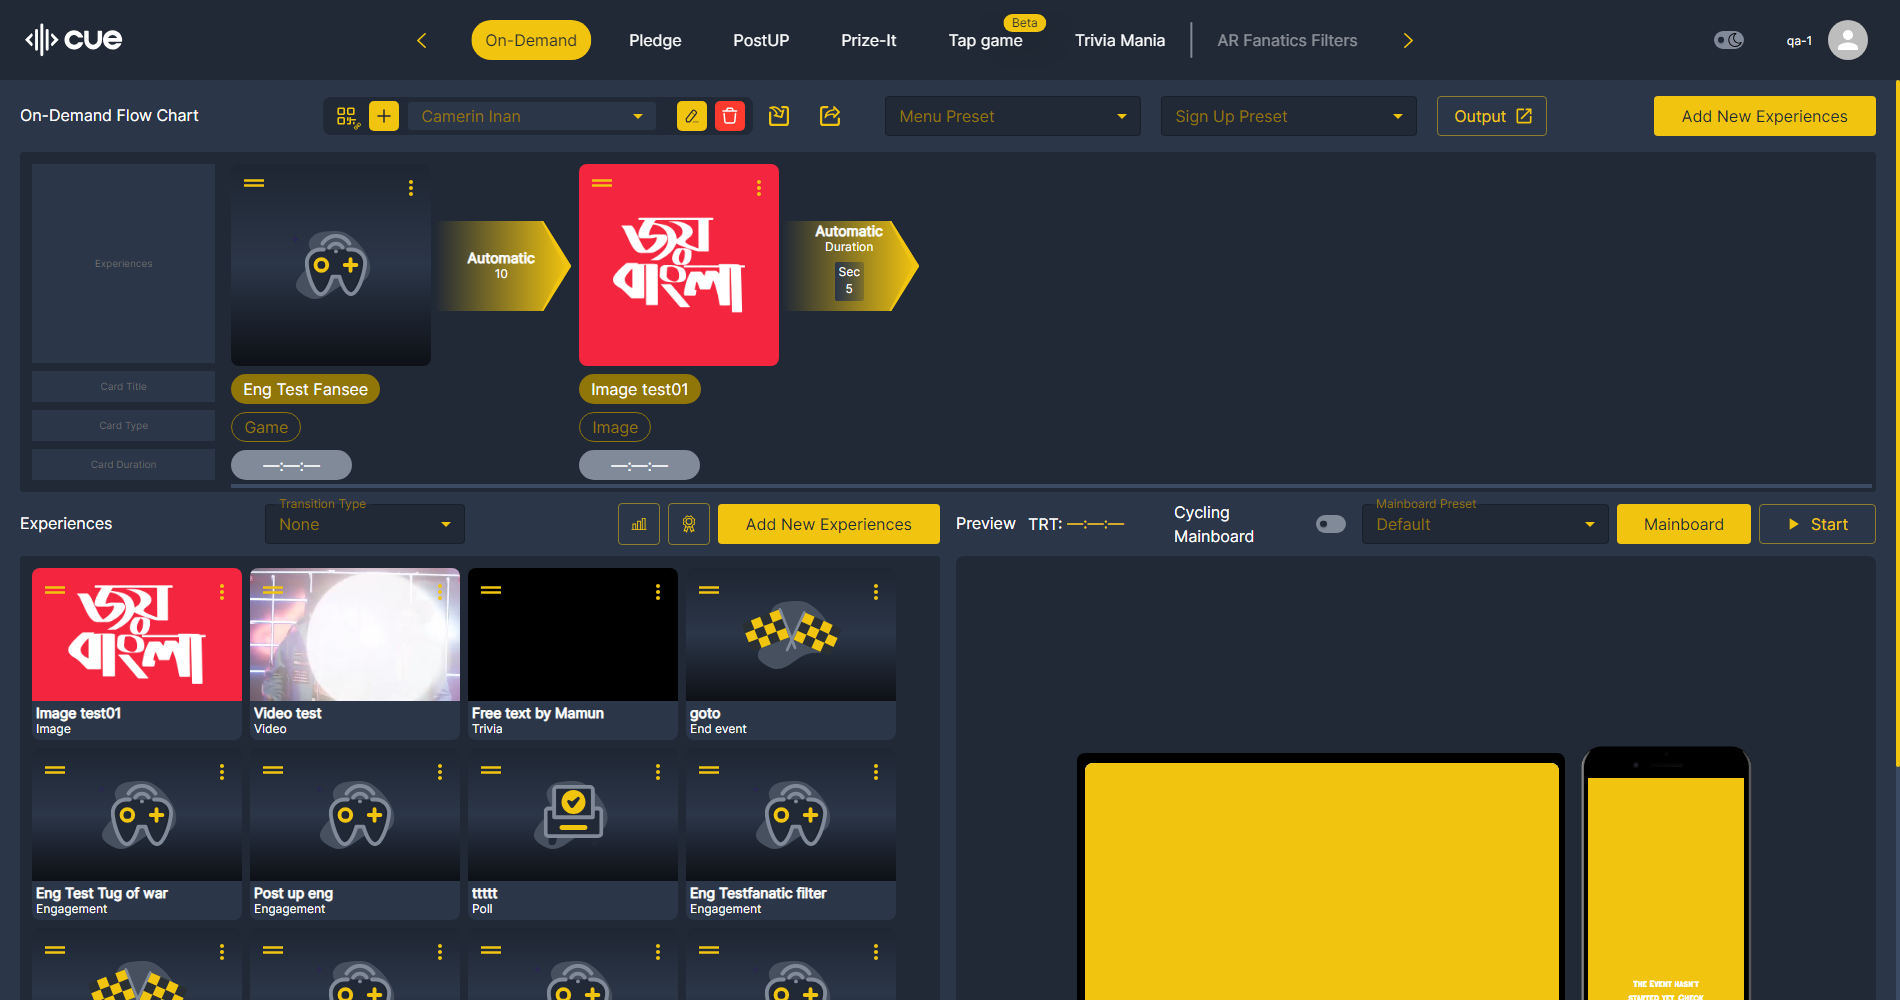 cue
On-Demand
Pledge
PostUP
Prize-It
Tap game
Beta
Trivia Mania
AR Fanatics Filters
qa-1
On-Demand Flow Chart
Camerin Inan
Menu Preset
Sign Up Preset
Output
Add New Experiences
Experiences
Automatic
10
জয়
বাংলা
Automatic
Duration
Sec
5
Card Title
Eng Test Fansee
Image test01
Card Type
Game
Image
Card Duration
—:—:—
—:—:—
Experiences
Transition Type
None
Add New Experiences
Preview
TRT: —:—:—
Cycling
Mainboard
Mainboard Preset
Default
Mainboard
Start
জয়
বাংলা
Image test01
Image
Video test
Video
Free text by Mamun
Trivia
goto
End event
Eng Test Tug of war
Engagement
Post up eng
Engagement
ttttt
Poll
Eng Testfanatic filter
Engagement
The Event hasn't
started yet. Check